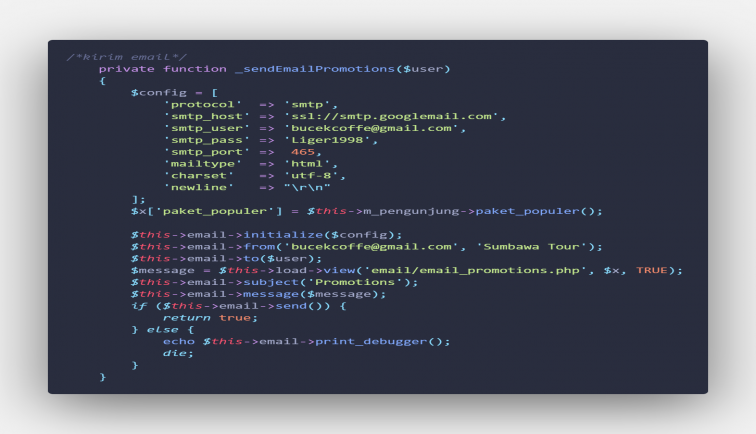 /*kirim email*/
private function _sendEmailPromotions($user)
{
$config = [
'protocol' => 'smtp',
'smtp_host' => 'ssl://smtp.googlemail.com',
'smtp_user' => 'bucekcoffe@gmail.com',
'smtp_pass' => 'Liger1998',
'smtp_port' => 465,
'mailtype' => 'html',
'charset' => 'utf-8',
'newline' => "\r\n"
];
$x['paket_populer'] = $this->m_pengunjung->paket_populer();
$this->email->initialize($config);
$this->email->from('bucekcoffe@gmail.com', 'Sumbawa Tour');
$this->email->to($user);
$message = $this->load->view('email/email_promotions.php', $x, TRUE);
$this->email->subject('Promotions');
$this->email->message($message);
if ($this->email->send()) {
return true;
} else {
echo $this->email->print_debugger();
die;
}
}